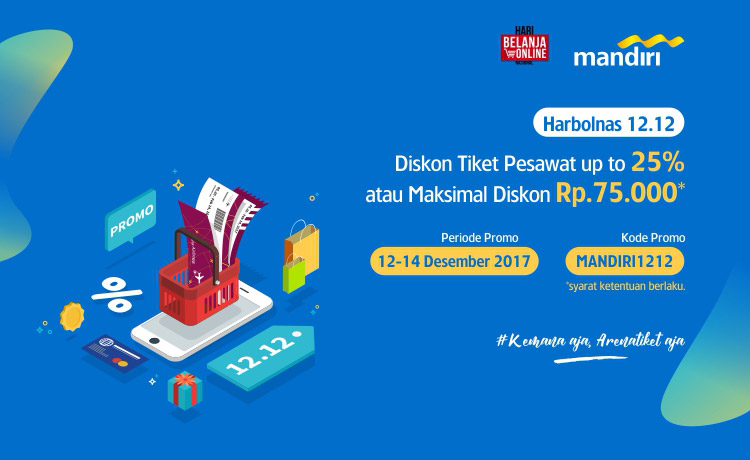 HARI
BELANJA
ONLINE
mandiri
Harbolnas 12.12
Diskon Tiket Pesawat up to 25%
atau Maksimal Diskon Rp.75.000*
Periode Promo
Kode Promo
12-14 Desember 2017
MANDIRI1212
*syarat ketentuan berlaku.
#Kemana aja, Arenatiket aja
PROMO
%
12.12.